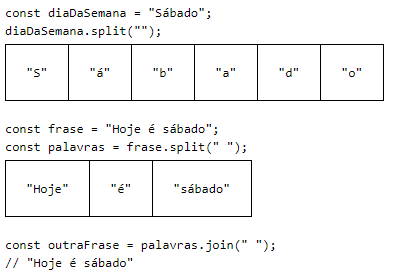 const diaDaSemana = "Sábado";
diaDaSemana.split("");
"S" "á" "b" "a" "d" "o"
const frase = "Hoje é sábado";
const palavras = frase.split(" ");
"Hoje" "é" "sábado"
const outraFrase = palavras.join(" ");
// "Hoje é sábado"